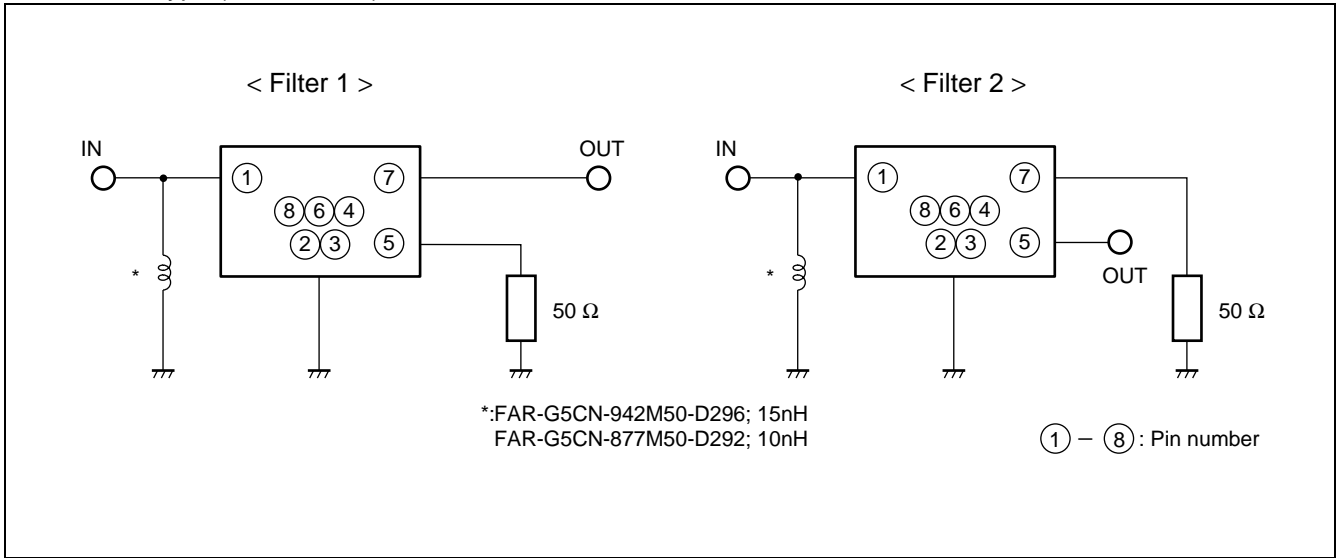 < Filter 1 >
IN
OUT
1
7
8 6 4
2 3
5
*
50 Ω
< Filter 2 >
IN
1
7
8 6 4
2 3
5
OUT
*
50 Ω
*:FAR-G5CN-942M50-D296; 15nH
FAR-G5CN-877M50-D292; 10nH
1 – 8 : Pin number